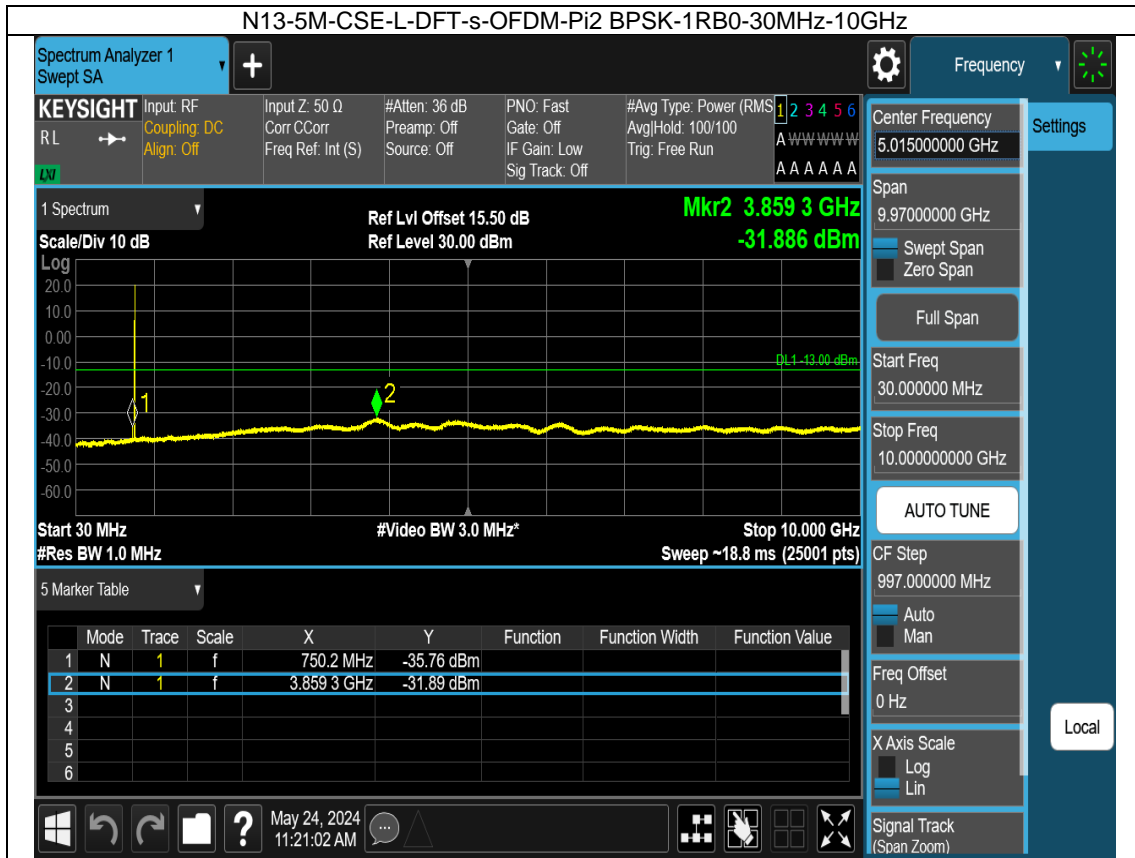 N13-5M-CSE-L-DFT-s-OFDM-Pi2 BPSK-1RB0-30MHz-10GHz
Spectrum Analyzer 1
Swept SA
+
Frequency
KEYSIGHT
RL
LXI
Input: RF
Coupling: DC
Align: Off
Input Z: 50 Ω
Corr CCorr
Freq Ref: Int (S)
#Atten: 36 dB
Preamp: Off
Source: Off
PNO: Fast
Gate: Off
IF Gain: Low
Sig Track: Off
#Avg Type: Power (RMS
Avg|Hold: 100/100
Trig: Free Run
1 2 3 4 5 6
A W W W W W
A A A A A A
1 Spectrum
Scale/Div 10 dB
Ref Lvl Offset 15.50 dB
Ref Level 30.00 dBm
Mkr2 3.859 3 GHz
-31.886 dBm
Log
20.0
10.0
0.00
-10.0
-20.0
-30.0
-40.0
-50.0
-60.0
DL1 -13.00 dBm
1
2
Start 30 MHz
#Video BW 3.0 MHz*
Stop 10.000 GHz
#Res BW 1.0 MHz
Sweep ~18.8 ms (25001 pts)
5 Marker Table
Mode Trace Scale X Y Function Function Width Function Value
1 N 1 f 750.2 MHz -35.76 dBm
2 N 1 f 3.859 3 GHz -31.89 dBm
3
4
5
6
?
May 24, 2024
11:21:02 AM
Center Frequency
5.015000000 GHz
Settings
Span
9.97000000 GHz
Swept Span
Zero Span
Full Span
Start Freq
30.000000 MHz
Stop Freq
10.000000000 GHz
AUTO TUNE
CF Step
997.000000 MHz
Auto
Man
Freq Offset
0 Hz
X Axis Scale
Log
Lin
Local
Signal Track
(Span Zoom)